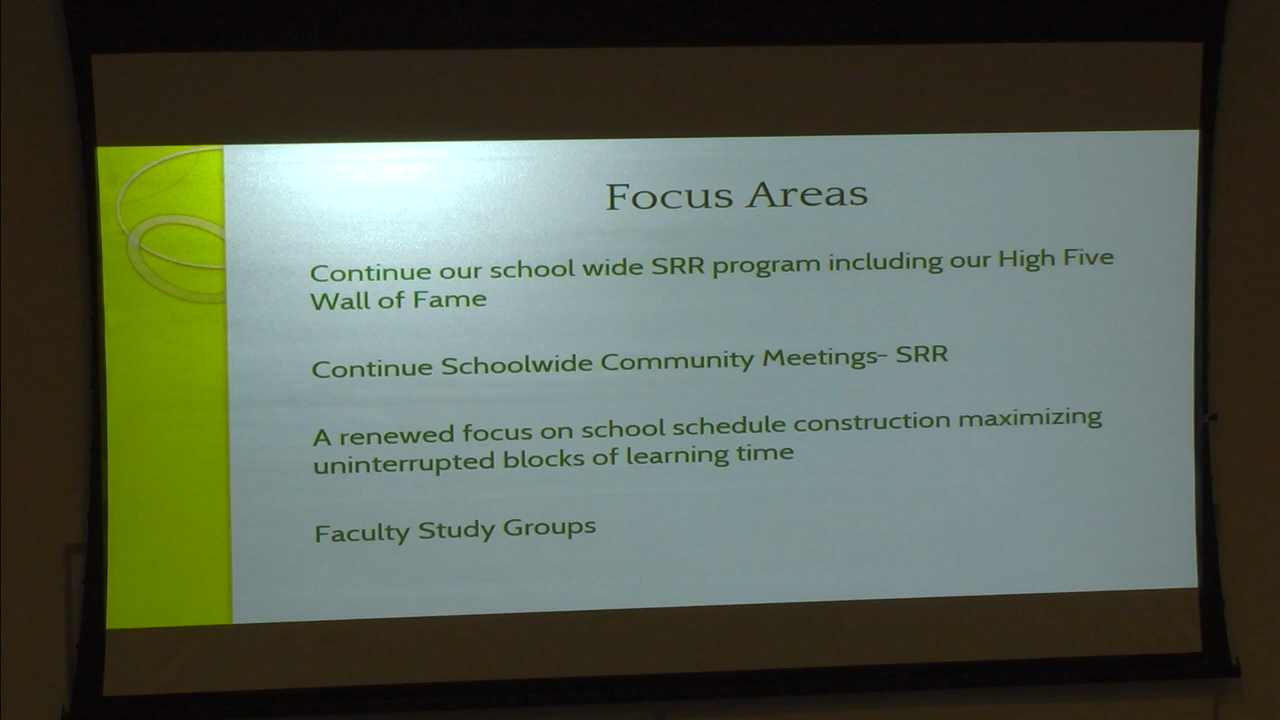 Focus Areas
Continue our school wide SRR program including our High Five
Wall of Fame
Continue Schoolwide Community Meetings- SRR
A renewed focus on school schedule construction maximizing
uninterrupted blocks of learning time
Faculty Study Groups